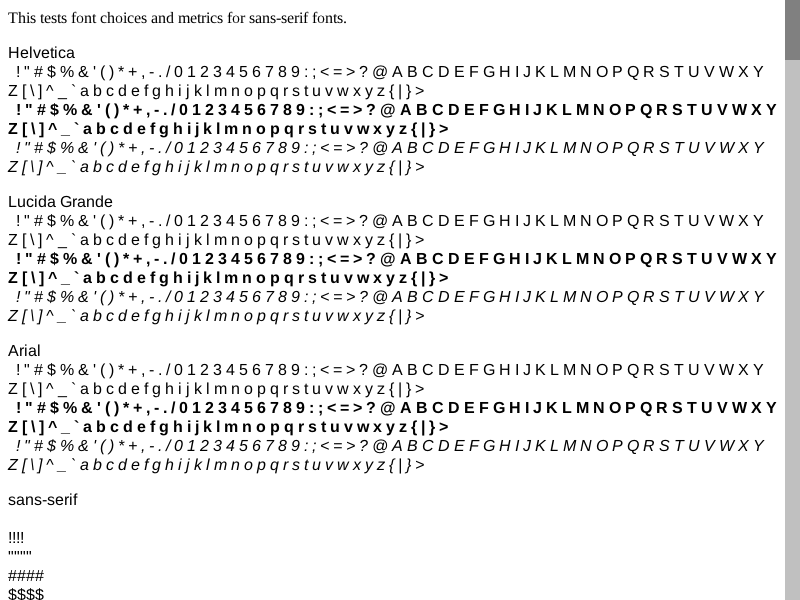 This tests font choices and metrics for sans-serif fonts.
Helvetica
! " # $ % & ' ( ) * + , - . / 0 1 2 3 4 5 6 7 8 9 : ; < = > ? @ A B C D E F G H I J K L M N O P Q R S T U V W X Y
Z [ \ ] ^ _ ` a b c d e f g h i j k l m n o p q r s t u v w x y z { | } >
! " # $ % & ' ( ) * + , - . / 0 1 2 3 4 5 6 7 8 9 : ; < = > ? @ A B C D E F G H I J K L M N O P Q R S T U V W X Y
Z [ \ ] ^ _ ` a b c d e f g h i j k l m n o p q r s t u v w x y z { | } >
! " # $ % & ' ( ) * + , - . / 0 1 2 3 4 5 6 7 8 9 : ; < = > ? @ A B C D E F G H I J K L M N O P Q R S T U V W X Y
Z [ \ ] ^ _ ` a b c d e f g h i j k l m n o p q r s t u v w x y z { | } >
Lucida Grande
! " # $ % & ' ( ) * + , - . / 0 1 2 3 4 5 6 7 8 9 : ; < = > ? @ A B C D E F G H I J K L M N O P Q R S T U V W X Y
Z [ \ ] ^ _ ` a b c d e f g h i j k l m n o p q r s t u v w x y z { | } >
! " # $ % & ' ( ) * + , - . / 0 1 2 3 4 5 6 7 8 9 : ; < = > ? @ A B C D E F G H I J K L M N O P Q R S T U V W X Y
Z [ \ ] ^ _ ` a b c d e f g h i j k l m n o p q r s t u v w x y z { | } >
! " # $ % & ' ( ) * + , - . / 0 1 2 3 4 5 6 7 8 9 : ; < = > ? @ A B C D E F G H I J K L M N O P Q R S T U V W X Y
Z [ \ ] ^ _ ` a b c d e f g h i j k l m n o p q r s t u v w x y z { | } >
Arial
! " # $ % & ' ( ) * + , - . / 0 1 2 3 4 5 6 7 8 9 : ; < = > ? @ A B C D E F G H I J K L M N O P Q R S T U V W X Y
Z [ \ ] ^ _ ` a b c d e f g h i j k l m n o p q r s t u v w x y z { | } >
! " # $ % & ' ( ) * + , - . / 0 1 2 3 4 5 6 7 8 9 : ; < = > ? @ A B C D E F G H I J K L M N O P Q R S T U V W X Y
Z [ \ ] ^ _ ` a b c d e f g h i j k l m n o p q r s t u v w x y z { | } >
! " # $ % & ' ( ) * + , - . / 0 1 2 3 4 5 6 7 8 9 : ; < = > ? @ A B C D E F G H I J K L M N O P Q R S T U V W X Y
Z [ \ ] ^ _ ` a b c d e f g h i j k l m n o p q r s t u v w x y z { | } >
sans-serif
!!!!
""""
####
$$$$